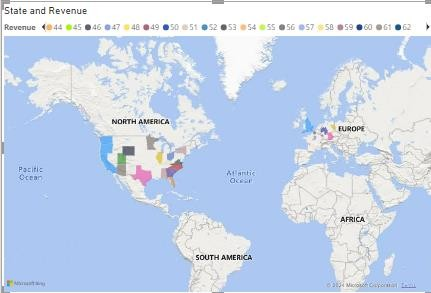 State and Revenue
Revenue 44 45 46 47 48 49 50 51 52 53 54 55 56 57 58 59 60 61 62
NORTH AMERICA
EUROPE
Pacific
Ocean
Atlantic
Ocean
AFRICA
SOUTH AMERICA
Microsoft Bing
© 2024 Microsoft Corporation Terms